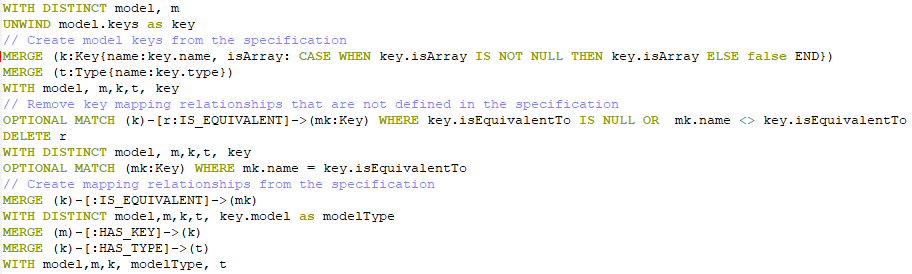 WITH DISTINCT model, m
UNWIND model.keys as key
// Create model keys from the specification
MERGE (k:Key{name:key.name, isArray: CASE WHEN key.isArray IS NOT NULL THEN key.isArray ELSE false END})
MERGE (t:Type{name:key.type})
WITH model, m,k,t, key
// Remove key mapping relationships that are not defined in the specification
OPTIONAL MATCH (k)-[r:IS_EQUIVALENT]->(mk:Key) WHERE key.isEquivalentTo IS NULL OR  mk.name <> key.isEquivalentTo
DELETE r
WITH DISTINCT model, m,k,t, key
OPTIONAL MATCH (mk:Key) WHERE mk.name = key.isEquivalentTo
// Create mapping relationships from the specification
MERGE (k)-[:IS_EQUIVALENT]->(mk)
WITH DISTINCT model,m,k,t, key.model as modelType
MERGE (m)-[:HAS_KEY]->(k)
MERGE (k)-[:HAS_TYPE]->(t)
WITH model,m,k, modelType, t